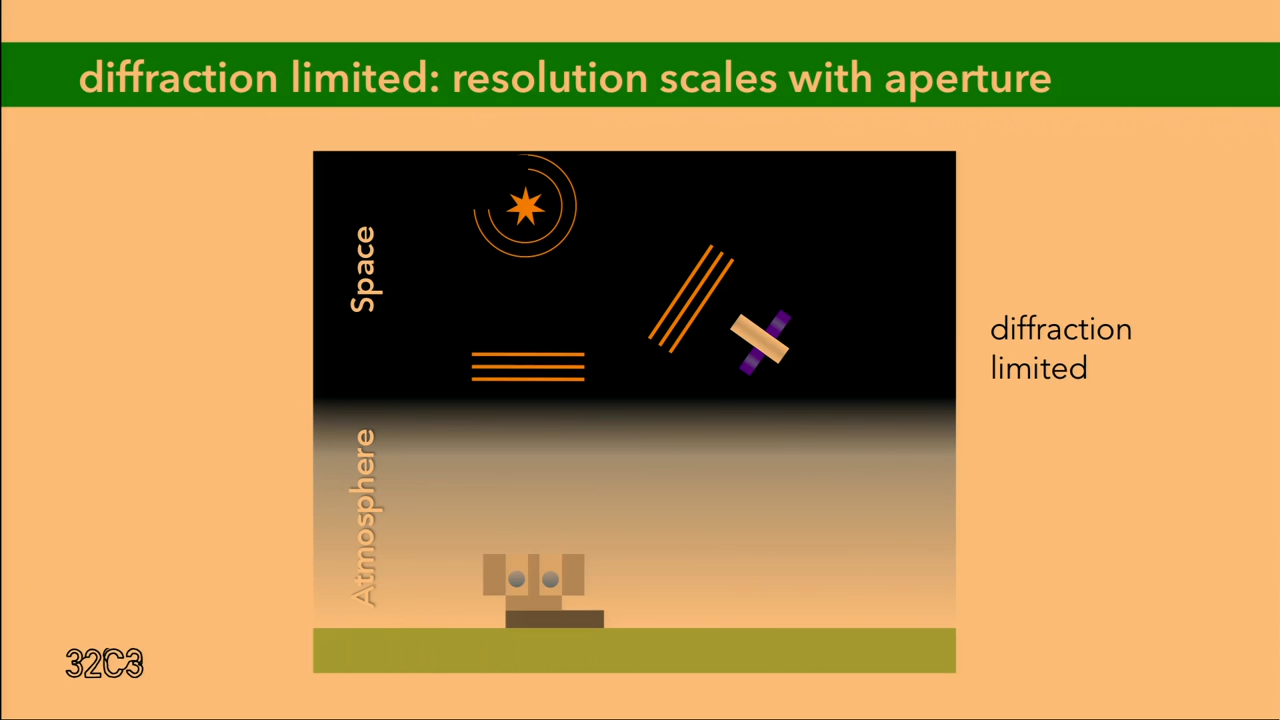 diffraction limited: resolution scales with aperture
Space
diffraction
limited
Atmosphere
32C3